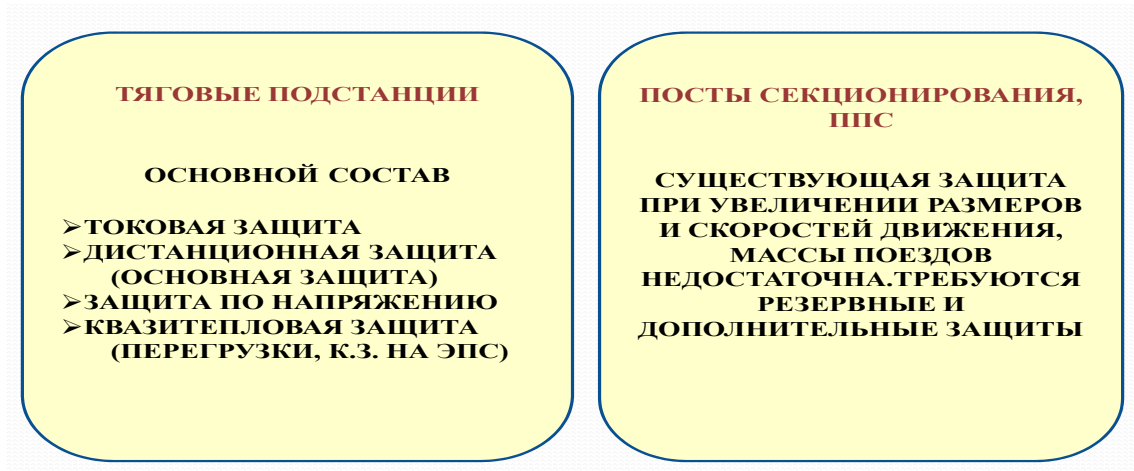 ТЯГОВЫЕ ПОДСТАНЦИИ
ОСНОВНОЙ СОСТАВ
➢ТОКОВАЯ ЗАЩИТА
➢ДИСТАНЦИОННАЯ ЗАЩИТА
(ОСНОВНАЯ ЗАЩИТА)
➢ЗАЩИТА ПО НАПРЯЖЕНИЮ
➢КВАЗИТЕПЛОВАЯ ЗАЩИТА
(ПЕРЕГРУЗКИ, К.З. НА ЭПС)
ПОСТЫ СЕКЦИОНИРОВАНИЯ,
ППС
СУЩЕСТВУЮЩАЯ ЗАЩИТА
ПРИ УВЕЛИЧЕНИИ РАЗМЕРОВ
И СКОРОСТЕЙ ДВИЖЕНИЯ,
МАССЫ ПОЕЗДОВ
НЕДОСТАТОЧНА.ТРЕБУЮТСЯ
РЕЗЕРВНЫЕ И
ДОПОЛНИТЕЛЬНЫЕ ЗАЩИТЫ